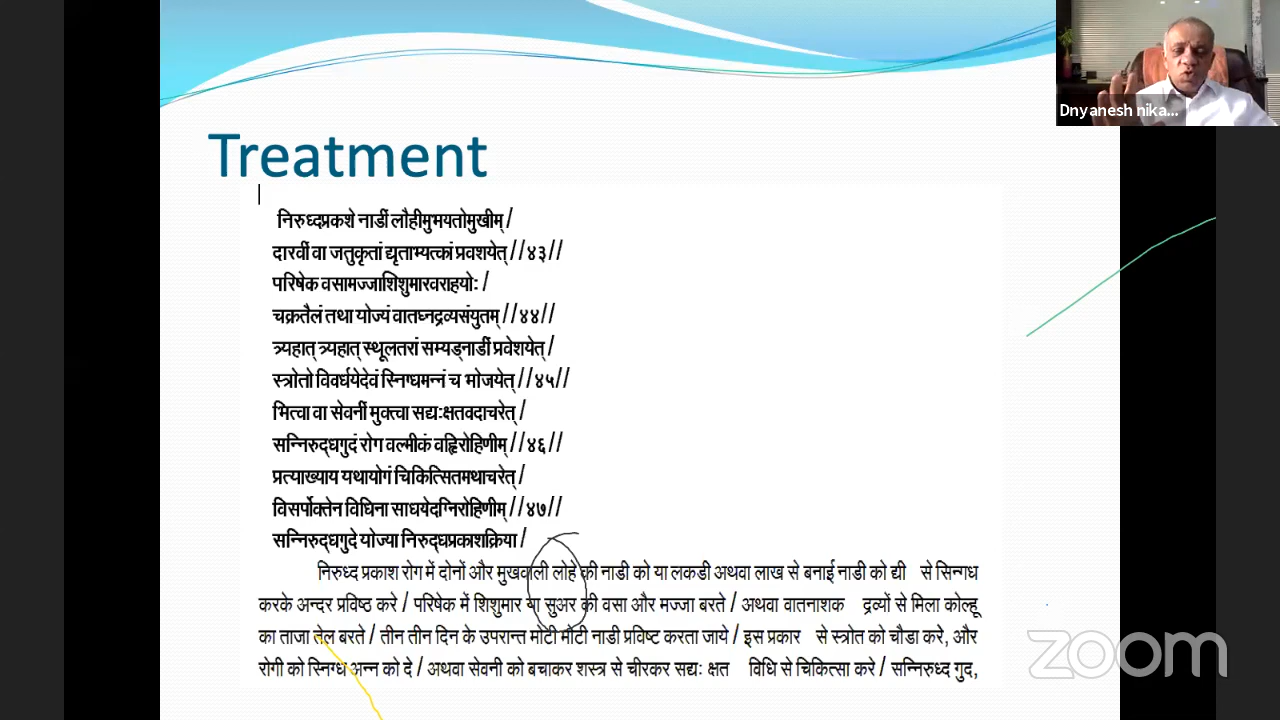 Treatment
निरुध्दप्रकशे नाडीं लौहीमुभयतोमुखीम् /
दारवीं वा जतुकृतां द्यृताभ्यत्कां प्रवशयेत् //४३//
परिषेक वसामज्जाशिशुमारवराहयोः /
चक्रतैलं तथा योज्यं वातघ्नद्रव्यसंयुतम् //४४//
त्र्यहात् त्र्यहात् स्थूलतरां सम्यड्नाडीं प्रवेशयेत् /
स्त्रोतो विवर्धयेदेवं स्निग्धमन्नं च भोजयेत् //४५//
भित्वा वा सेवनीं मुक्त्वा सद्यःक्षतवदाचरेत् /
सन्निरुद्धगुदं रोग वल्मीकं वह्निरोहिणीम् //४६//
प्रत्याख्याय यथायोगं चिकित्सितमथाचरेत् /
विसर्पोक्तेन विधिना साधयेदग्निरोहिणीम् //४७//
सन्निरुद्धगुदे योज्या निरुद्धप्रकाशक्रिया /
निरुध्द प्रकाश रोग में दोनों और मुखवाली लोहे की नाडी को या लकडी अथवा लाख से बनाई नाडी को द्यी से सिन्गध
करके अन्दर प्रविष्ठ करे / परिषेक में शिशुमार या सुअर की वसा और मज्जा बरते / अथवा वातनाशक द्रव्यों से मिला कोल्हू
का ताजा तेल बरते / तीन तीन दिन के उपरान्त मोटी मोटी नाडी प्रविष्ट करता जाये / इस प्रकार से स्त्रोत को चौडा करे, और
रोगी को स्निग्ध अन्न को दे / अथवा सेवनी को बचाकर शस्त्र से चीरकर सद्यः क्षत विधि से चिकित्सा करे / सन्निरुध्द गुद,
Dnyanesh nika...
zoom